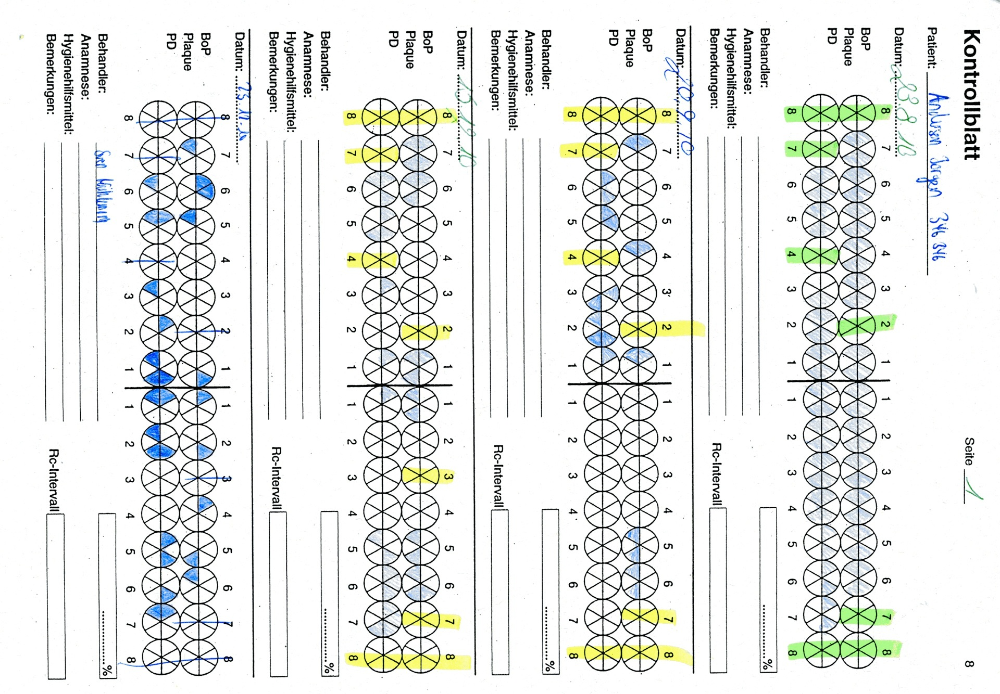 Kontrollblatt Seite 1 8
Patient: Jorgen 346 346
Datum: 23.8.10
8 7 6 5 4 3 2 1 1 2 3 4 5 6 7 8
BoP
Plaque
PD
8 7 6 5 4 3 2 1 1 2 3 4 5 6 7 8
Behandler: %
Anamnese:
Hygienehilfsmittel:
Bemerkungen: Rc-Intervall
Datum: 20.9.10
8 7 6 5 4 3 2 1 1 2 3 4 5 6 7 8
BoP
Plaque
PD
8 7 6 5 4 3 2 1 1 2 3 4 5 6 7 8
Behandler: %
Anamnese:
Hygienehilfsmittel:
Bemerkungen: Rc-Intervall
Datum: 15.12.10
8 7 6 5 4 3 2 1 1 2 3 4 5 6 7 8
BoP
Plaque
PD
8 7 6 5 4 3 2 1 1 2 3 4 5 6 7 8
Behandler: %
Anamnese:
Hygienehilfsmittel:
Bemerkungen: Rc-Intervall
Datum: 23.12.10
8 7 6 5 4 3 2 1 1 2 3 4 5 6 7 8
BoP
Plaque
PD
8 7 6 5 4 3 2 1 1 2 3 4 5 6 7 8
Behandler: %
Anamnese: Sven
Hygienehilfsmittel:
Bemerkungen: Rc-Intervall